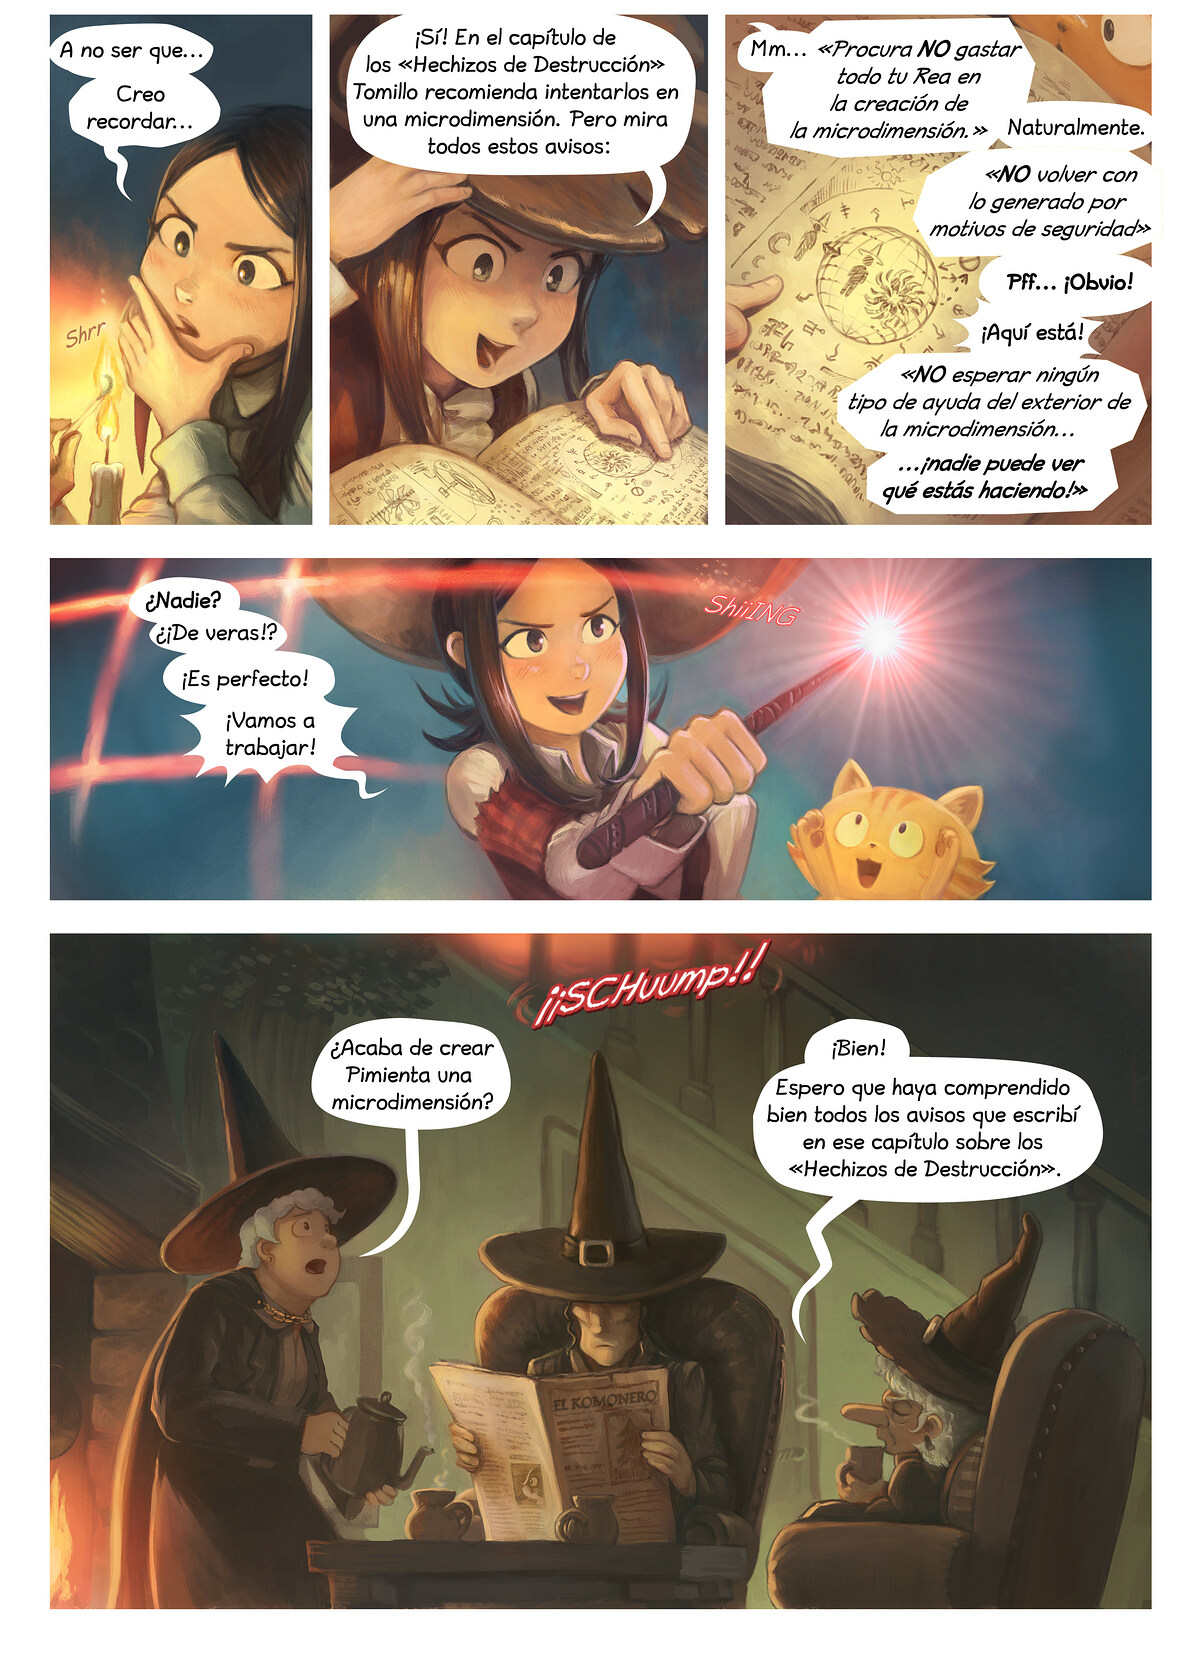 A no ser que...
Creo
recordar...
Shrr
¡Sí! En el capítulo de
los «Hechizos de Destrucción»
Tomillo recomienda intentarlos en
una microdimensión. Pero mira
todos estos avisos:
Mm... «Procura NO gastar
todo tu Rea en
la creación de
la microdimensión.»
Naturalmente.
«NO volver con
lo generado por
motivos de seguridad»
Pff... ¡Obvio!
¡Aquí está!
«NO esperar ningún
tipo de ayuda del exterior de
la microdimensión...
...¡nadie puede ver
qué estás haciendo!»
¿Nadie?
¿¡De veras!?
¡Es perfecto!
¡Vamos a
trabajar!
ShiiING
¡¡SCHuump!!
¿Acaba de crear
Pimienta una
microdimensión?
¡Bien!
Espero que haya comprendido
bien todos los avisos que escribí
en ese capítulo sobre los
«Hechizos de Destrucción».
EL KOMONERO